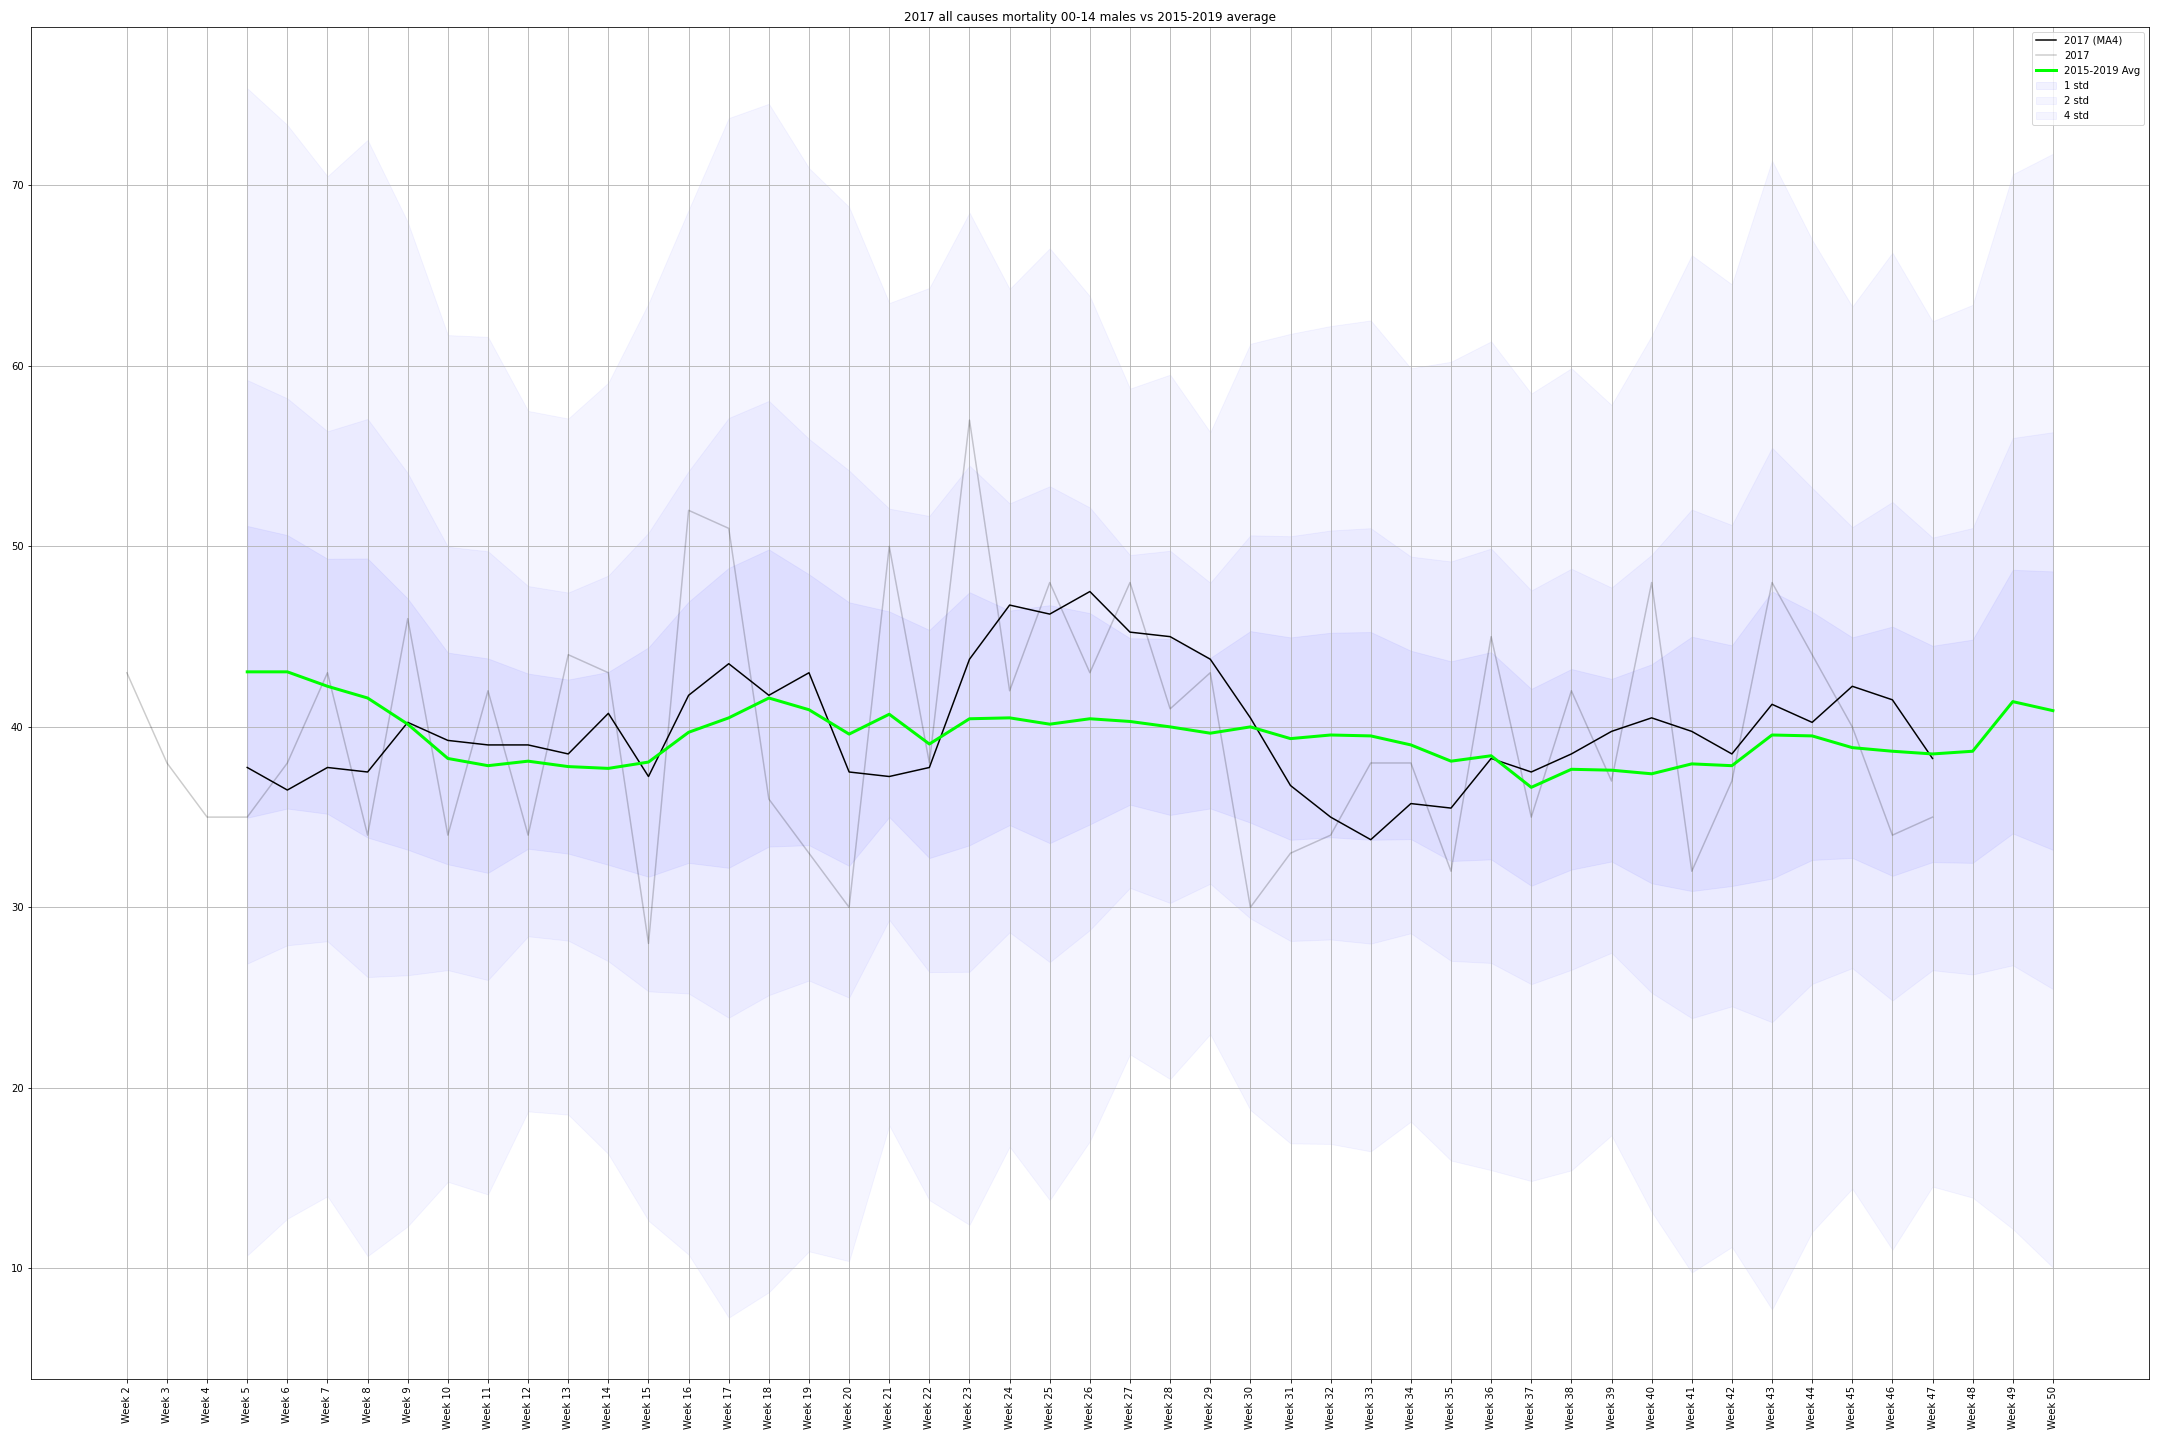 2017 all causes mortality 00-14 males vs 2015-2019 average
2017 (MA4)
2017
2015-2019 Avg
1 std
2 std
4 std
70
60
50
40
30
20
10
Week 2
Week 3
Week 4
Week 5
Week 6
Week 7
Week 8
Week 9
Week 10
Week 11
Week 12
Week 13
Week 14
Week 15
Week 16
Week 17
Week 18
Week 19
Week 20
Week 21
Week 22
Week 23
Week 24
Week 25
Week 26
Week 27
Week 28
Week 29
Week 30
Week 31
Week 32
Week 33
Week 34
Week 35
Week 36
Week 37
Week 38
Week 39
Week 40
Week 41
Week 42
Week 43
Week 44
Week 45
Week 46
Week 47
Week 48
Week 49
Week 50